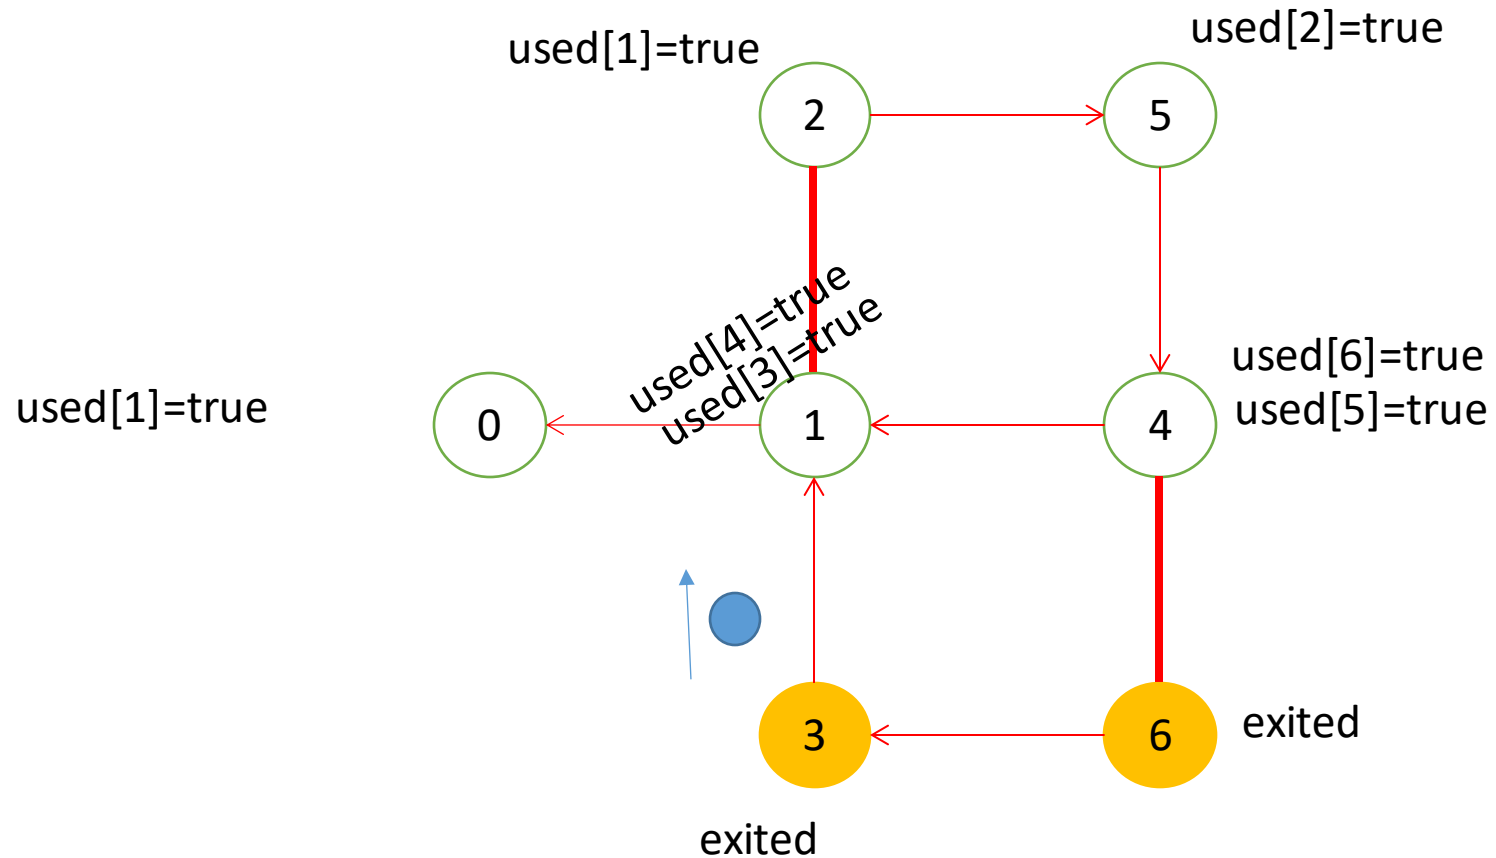 used[2]=true
used[1]=true
2
5
used[4]=true
used[3]=true
used[6]=true
used[5]=true
used[1]=true
0
1
4
3
6
exited
exited